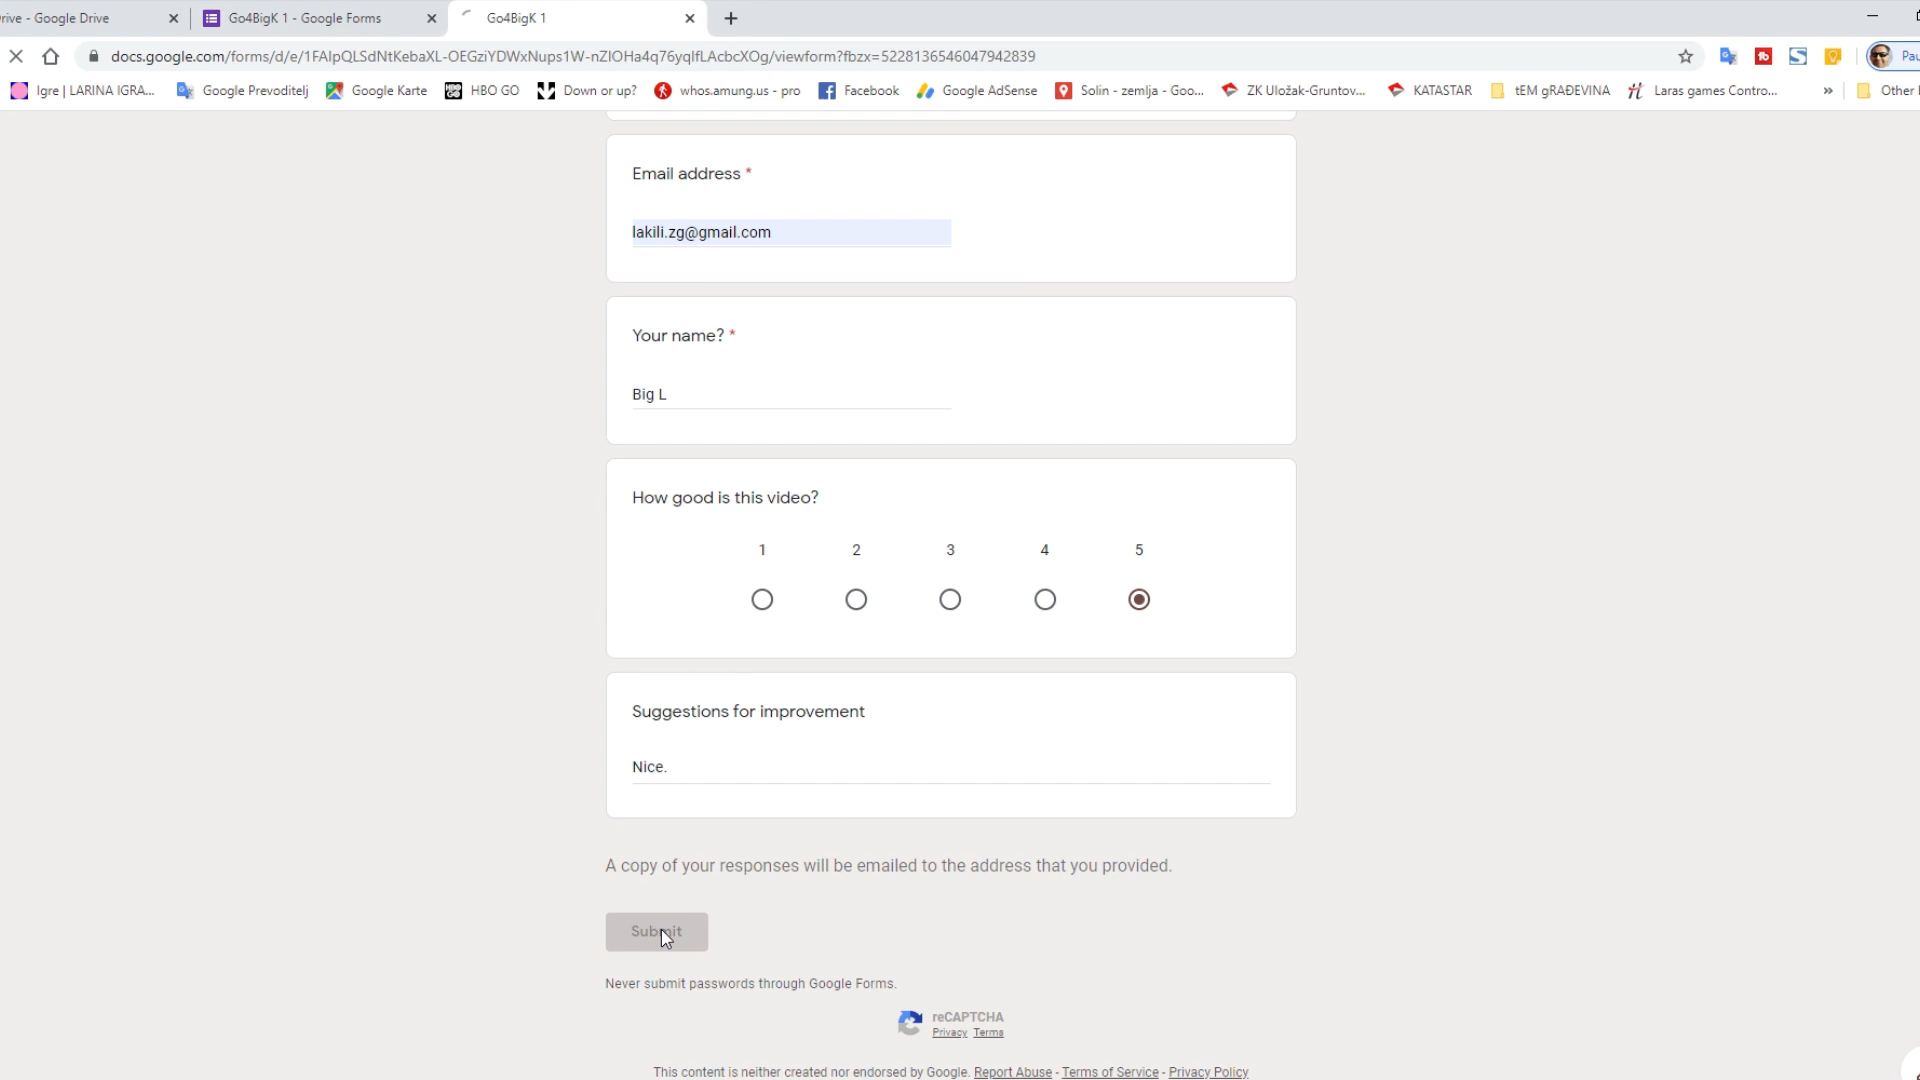 rive - Google Drive
Go4BigK 1 - Google Forms
Go4BigK 1
docs.google.com/forms/d/e/1FAIpQLSdNtKebaXL-OEGziYDWxNups1W-nZIOHa4q76yqIfLAcbcXOg/viewform?fbzx=5228136546047942839
Pau
Igre | LARINA IGRA...
Google Prevoditelj
Google Karte
HBO GO
Down or up?
whos.amung.us - pro
Facebook
Google AdSense
Solin - zemlja - Goo...
ZK Uložak-Gruntov...
KATASTAR
tEM gRAĐEVINA
Laras games Contro...
»
Other
Email address *
lakili.zg@gmail.com
Your name? *
Big L
How good is this video?
1 2 3 4 5
Suggestions for improvement
Nice.
A copy of your responses will be emailed to the address that you provided.
Submit
Never submit passwords through Google Forms.
reCAPTCHA
Privacy Terms
This content is neither created nor endorsed by Google. Report Abuse - Terms of Service - Privacy Policy